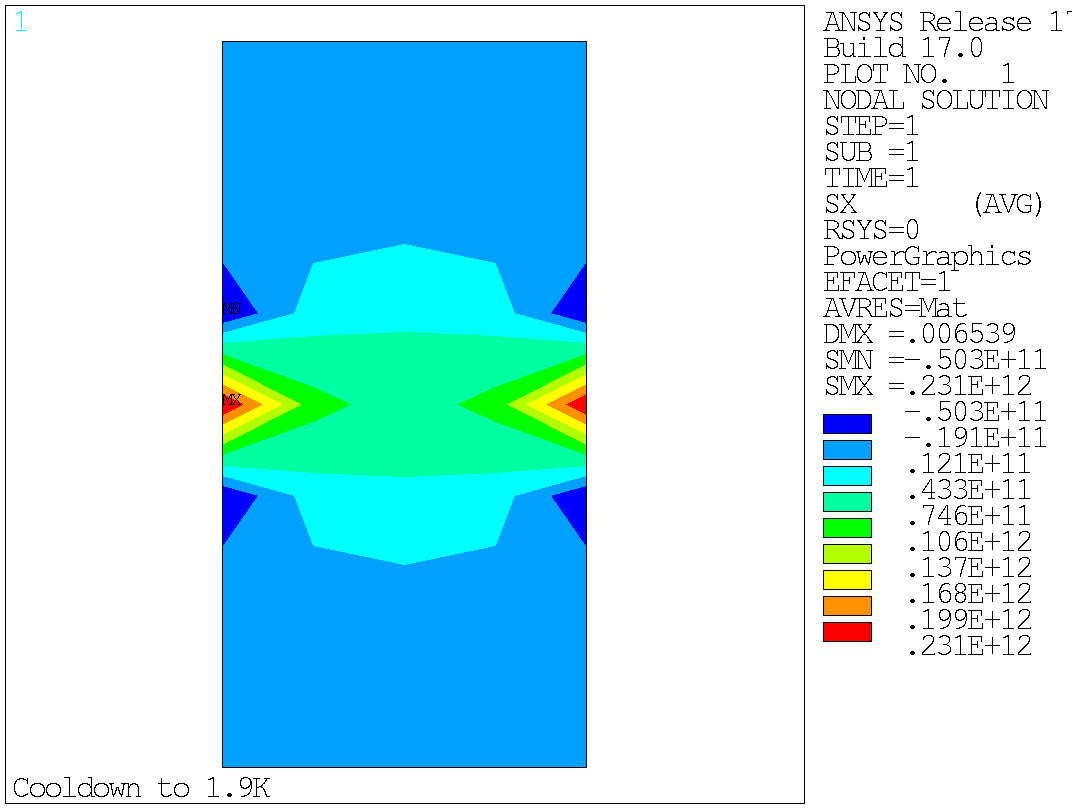 1
ANSYS Release 17
Build 17.0
PLOT NO. 1
NODAL SOLUTION
STEP=1
SUB =1
TIME=1
SX (AVG)
RSYS=0
PowerGraphics
EFACET=1
AVRES=Mat
DMX =.006539
SMN =-.503E+11
SMX =.231E+12
-.503E+11
-.191E+11
.121E+11
.433E+11
.746E+11
.106E+12
.137E+12
.168E+12
.199E+12
.231E+12
MN
MX
Cooldown to 1.9K